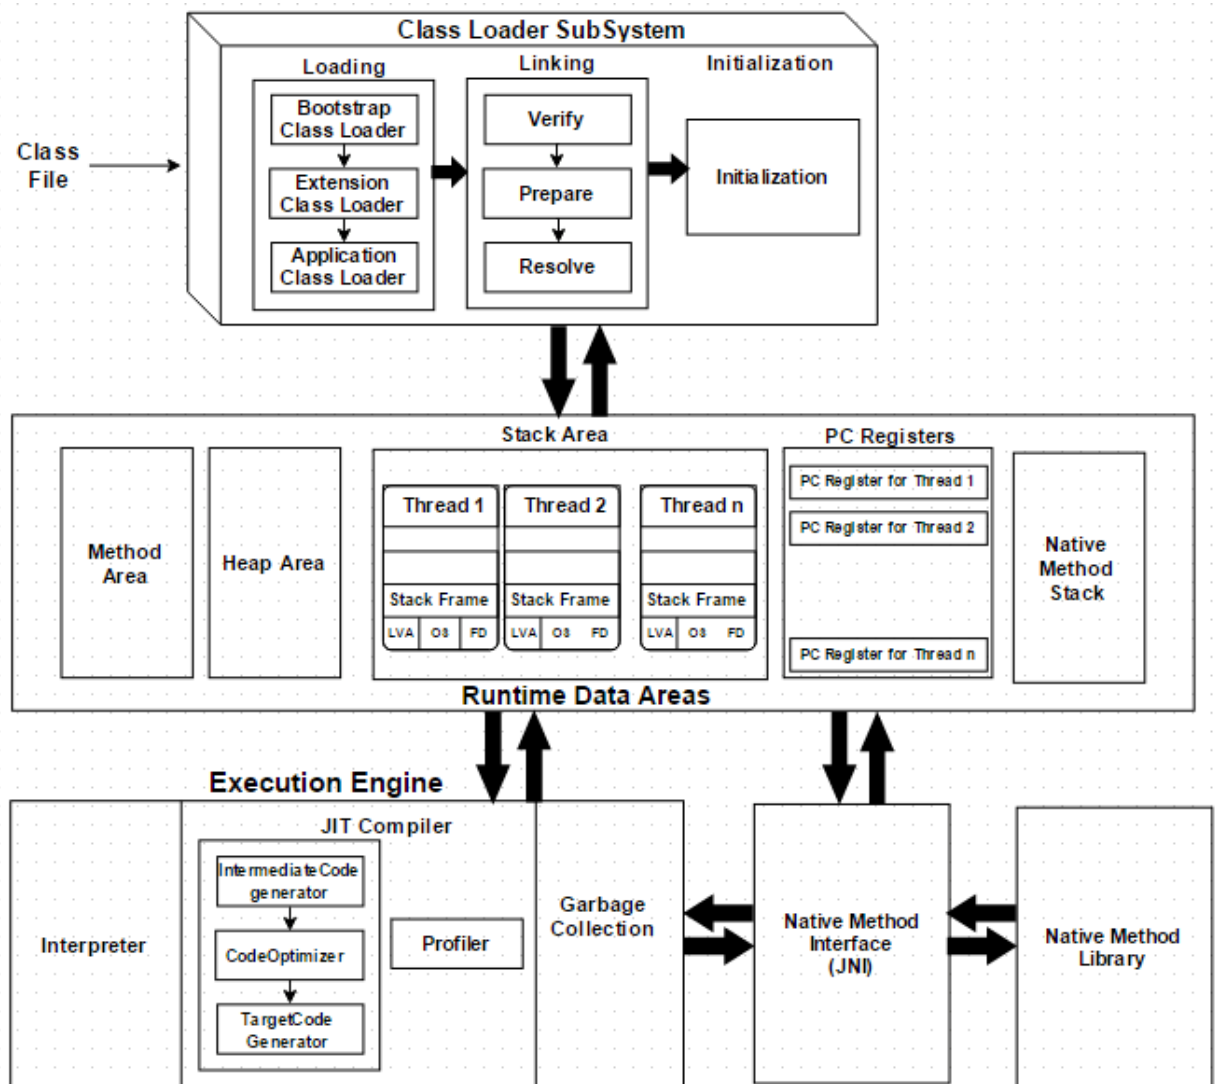 Class Loader SubSystem
Loading
Linking
Initialization
Bootstrap
Class Loader
Verify
Class
File
Extension
Class Loader
Prepare
Initialization
Application
Class Loader
Resolve
Stack Area
PC Registers
Method
Area
Heap Area
Thread 1
Thread 2
Thread n
Stack Frame
Stack Frame
Stack Frame
LVA
OS
FD
LVA
OS
FD
LVA
OS
FD
PC Register for Thread 1
PC Register for Thread 2
PC Register for Thread n
Native
Method
Stack
Runtime Data Areas
Execution Engine
Interpreter
JIT Compiler
IntermediateCode
generator
CodeOptimizer
TargetCode
Generator
Profiler
Garbage
Collection
Native Method
Interface
(JNI)
Native Method
Library